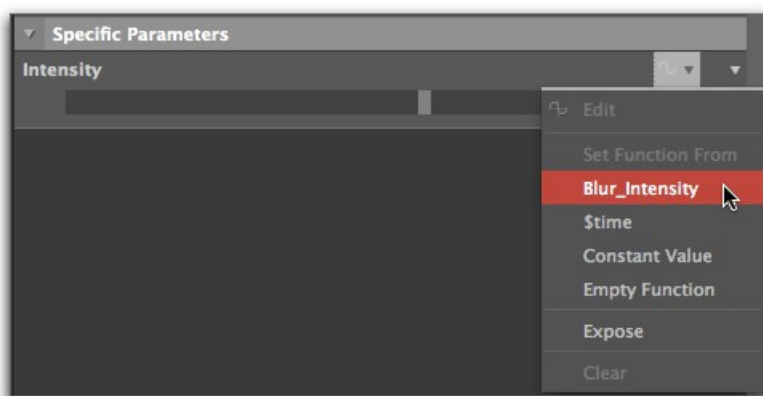 Specific Parameters
Intensity
Edit
Set Function From
Blur_Intensity
$time
Constant Value
Empty Function
Expose
Clear